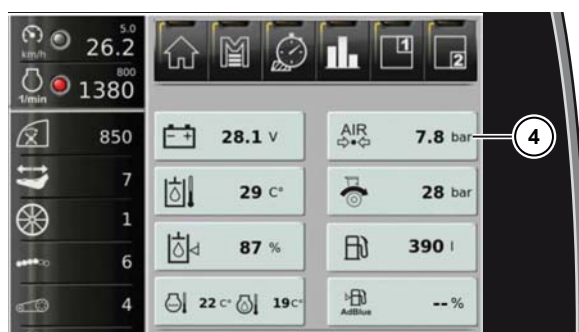 km/h 5.0 26.2
1/min 800 1380
850
7
1
6
4
M 1 2
28.1 V
AIR 7.8 bar 4
29 C°
28 bar
87 %
390 l
22 C° 19C°
AdBlue --%